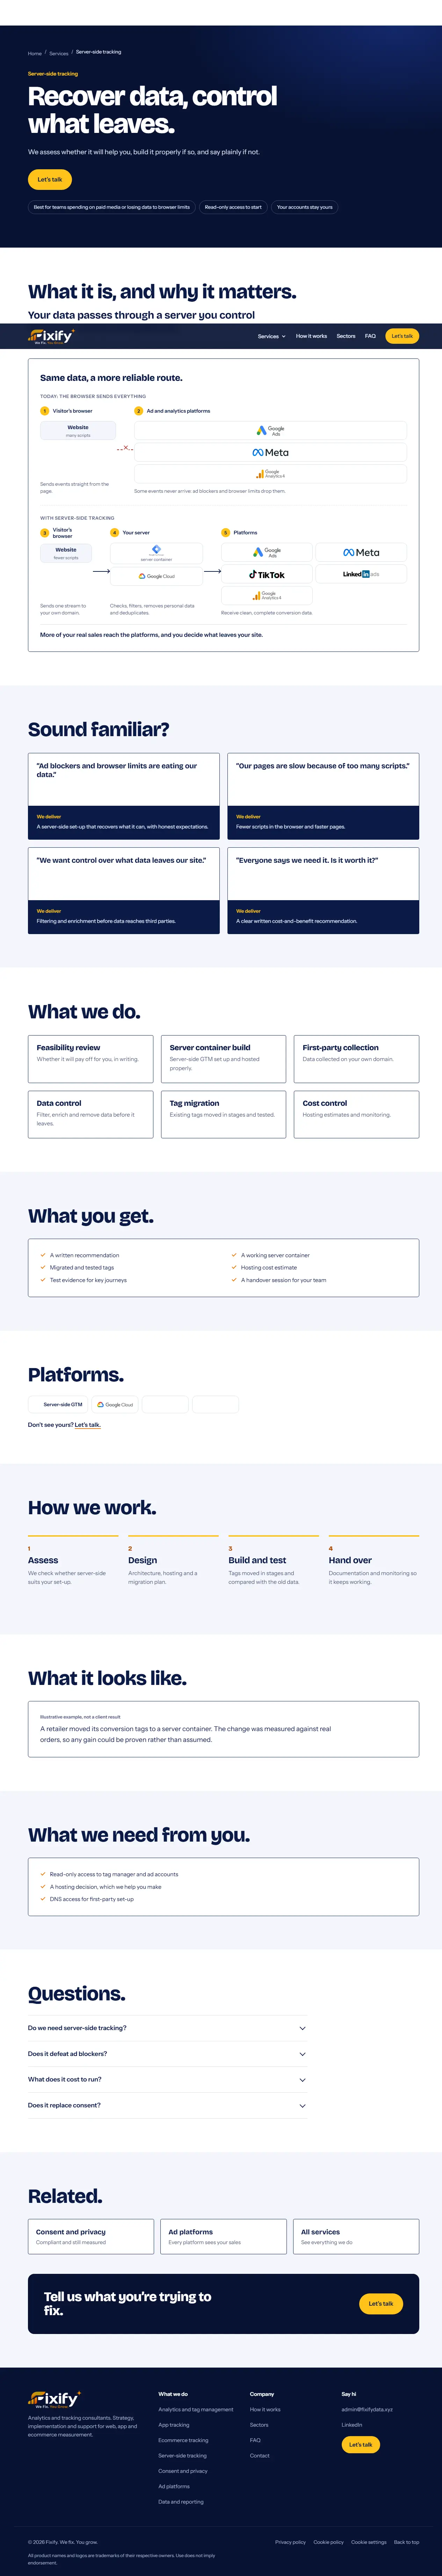 Home / Services / Server-side tracking
Server-side tracking
Recover data, control
what leaves.
We assess whether it will help you, build it properly if so, and say plainly if not.
Let's talk
Best for teams spending on paid media or losing data to browser limits
Read-only access to start
Your accounts stay yours
What it is, and why it matters.
Your data passes through a server you control
Fixify
We Fix. You Grow.
Services
How it works
Sectors
FAQ
Let's talk
Same data, a more reliable route.
TODAY: THE BROWSER SENDS EVERYTHING
1 Visitor's browser
2 Ad and analytics platforms
Website
many scripts
Google
Ads
Meta
Google
Analytics 4
Sends events straight from the
page.
Some events never arrive: ad blockers and browser limits drop them.
WITH SERVER-SIDE TRACKING
3 Visitor's
browser
4 Your server
5 Platforms
Website
fewer scripts
server container
Google Cloud
Google
Ads
Meta
TikTok
Linked in ads
Google
Analytics 4
Sends one stream to
your own domain.
Checks, filters, removes personal data
and deduplicates.
Receive clean, complete conversion data.
More of your real sales reach the platforms, and you decide what leaves your site.
Sound familiar?
"Ad blockers and browser limits are eating our
data."
We deliver
A server-side set-up that recovers what it can, with honest expectations.
"Our pages are slow because of too many scripts."
We deliver
Fewer scripts in the browser and faster pages.
"We want control over what data leaves our site."
We deliver
Filtering and enrichment before data reaches third parties.
"Everyone says we need it. Is it worth it?"
We deliver
A clear written cost-and-benefit recommendation.
What we do.
Feasibility review
Whether it will pay off for you, in writing.
Server container build
Server-side GTM set up and hosted
properly.
First-party collection
Data collected on your own domain.
Data control
Filter, enrich and remove data before it
leaves.
Tag migration
Existing tags moved in stages and tested.
Cost control
Hosting estimates and monitoring.
What you get.
A written recommendation
A working server container
Migrated and tested tags
Hosting cost estimate
Test evidence for key journeys
A handover session for your team
Platforms.
Server-side GTM
Google Cloud
Don't see yours? Let's talk.
How we work.
1
Assess
We check whether server-side
suits your set-up.
2
Design
Architecture, hosting and a
migration plan.
3
Build and test
Tags moved in stages and
compared with the old data.
4
Hand over
Documentation and monitoring so
it keeps working.
What it looks like.
Illustrative example, not a client result
A retailer moved its conversion tags to a server container. The change was measured against real
orders, so any gain could be proven rather than assumed.
What we need from you.
Read-only access to tag manager and ad accounts
A hosting decision, which we help you make
DNS access for first-party set-up
Questions.
Do we need server-side tracking?
Does it defeat ad blockers?
What does it cost to run?
Does it replace consent?
Related.
Consent and privacy
Compliant and still measured
Ad platforms
Every platform sees your sales
All services
See everything we do
Tell us what you're trying to
fix.
Let's talk
Fixify
We Fix. You Grow.
Analytics and tracking consultants. Strategy,
implementation and support for web, app and
ecommerce measurement.
What we do
Analytics and tag management
App tracking
Ecommerce tracking
Server-side tracking
Consent and privacy
Ad platforms
Data and reporting
Company
How it works
Sectors
FAQ
Contact
Say hi
admin@fixifydata.xyz
LinkedIn
Let's talk
© 2026 Fixify. We fix. You grow.
Privacy policy
Cookie policy
Cookie settings
Back to top
All product names and logos are trademarks of their respective owners. Use does not imply
endorsement.